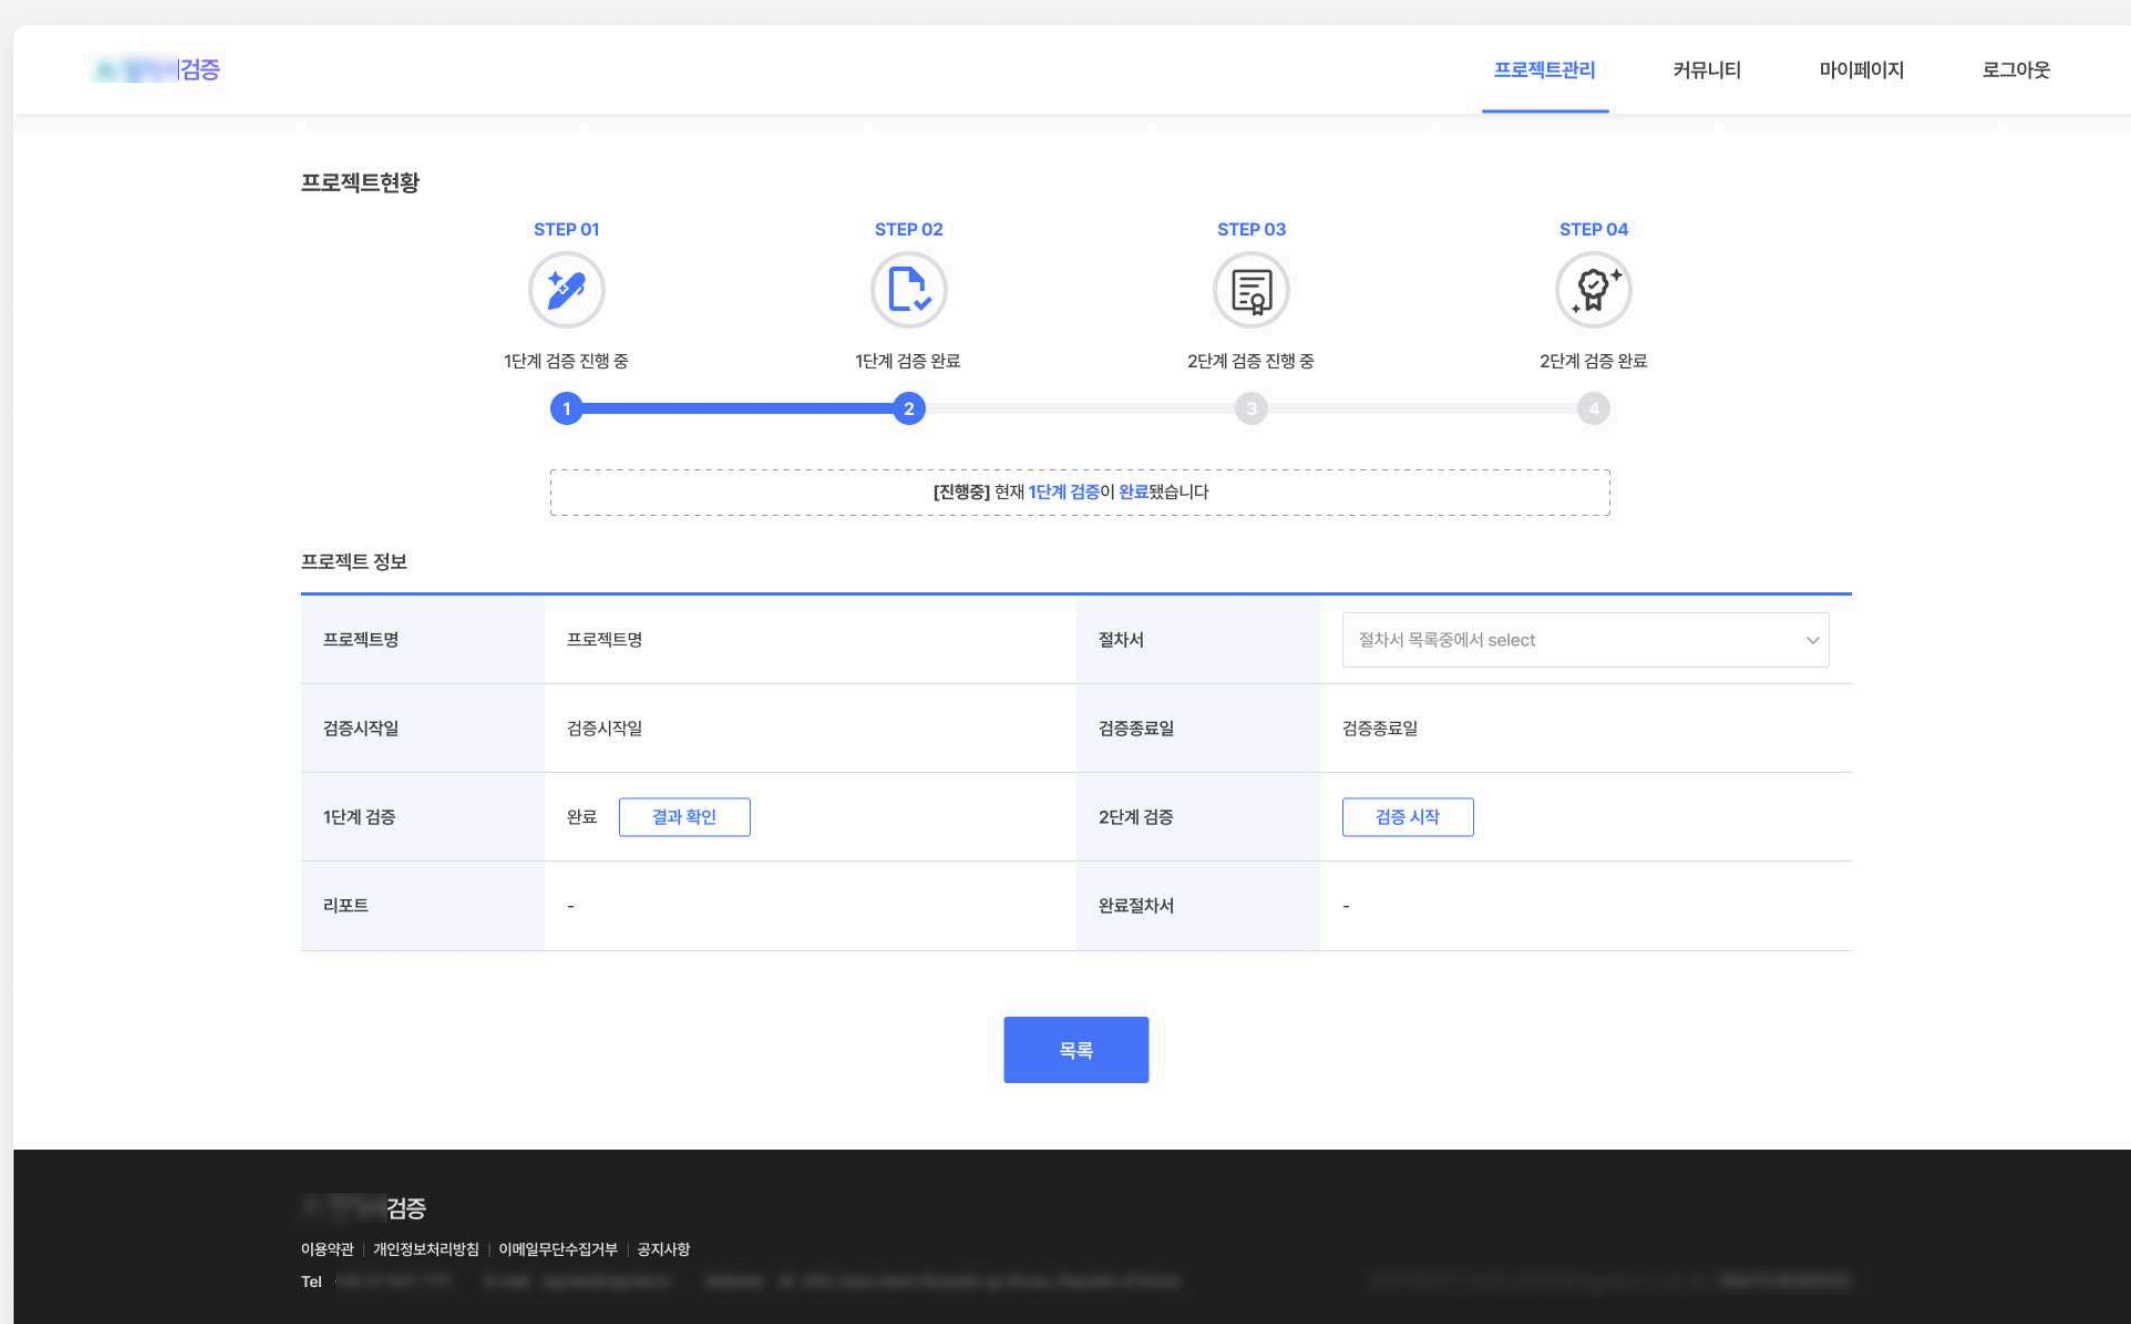 검증
프로젝트관리 커뮤니티 마이페이지 로그아웃
프로젝트현황
STEP 01 STEP 02 STEP 03 STEP 04
1단계 검증 진행 중 1단계 검증 완료 2단계 검증 진행 중 2단계 검증 완료
1 2 3 4
[진행중] 현재 1단계 검증이 완료됐습니다
프로젝트 정보
프로젝트명 프로젝트명 절차서 절차서 목록중에서 select
검증시작일 검증시작일 검증종료일 검증종료일
1단계 검증 완료 결과 확인 2단계 검증 검증 시작
리포트 - 완료절차서 -
목록
검증
이용약관 | 개인정보처리방침 | 이메일무단수집거부 | 공지사항
Tel